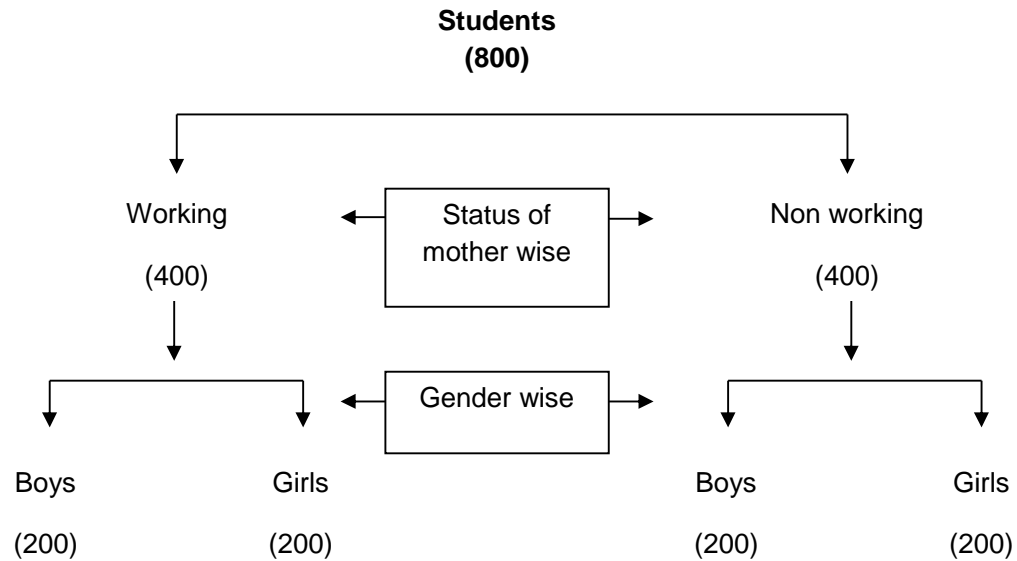 Students
(800)
Working
Status of
mother wise
Non working
(400)
(400)
Gender wise
Boys
Girls
Boys
Girls
(200)
(200)
(200)
(200)